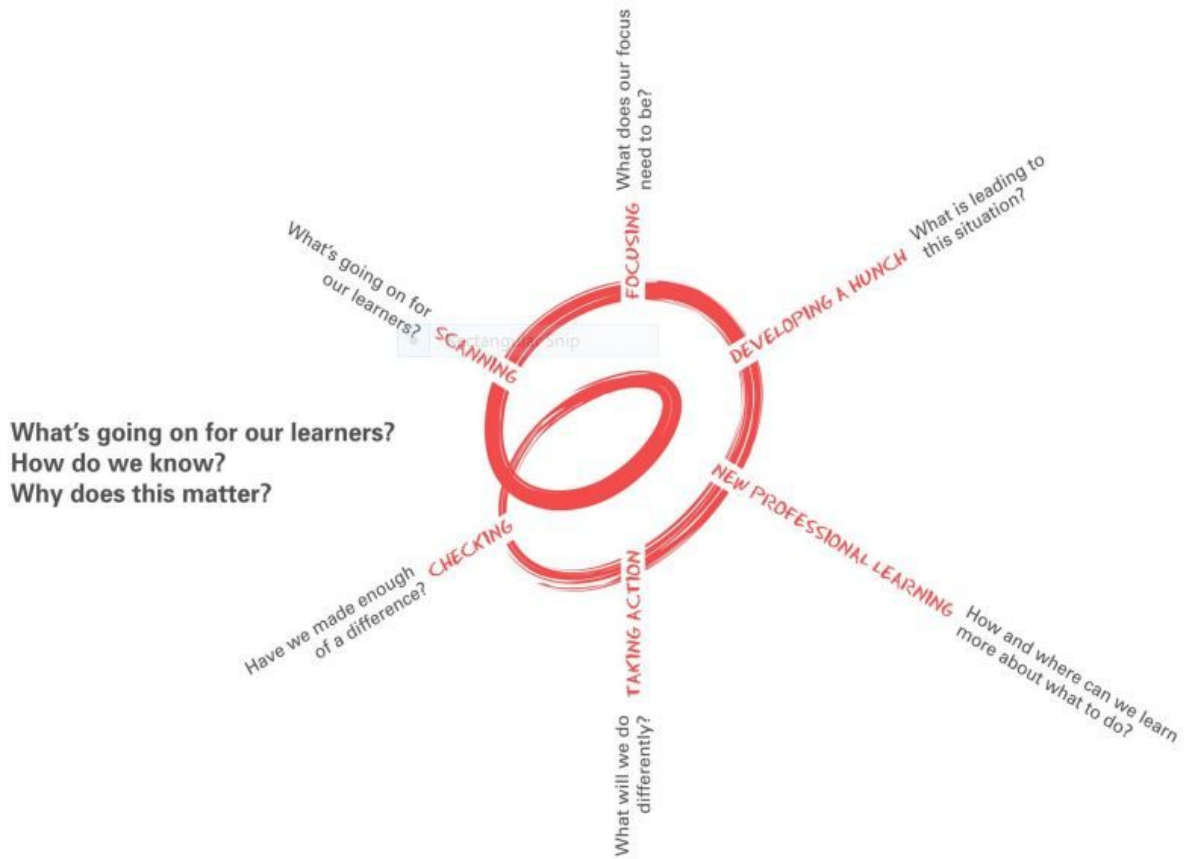 What does our focus
need to be?
FOCUSING
What is leading to
this situation?
DEVELOPING A HUNCH
What's going on for
our learners?
SCANNING
Rectangular Snip
What's going on for our learners?
How do we know?
Why does this matter?
NEW PROFESSIONAL LEARNING
How and where can we learn
more about what to do?
CHECKING
Have we made enough
of a difference?
TAKING ACTION
What will we do
differently?